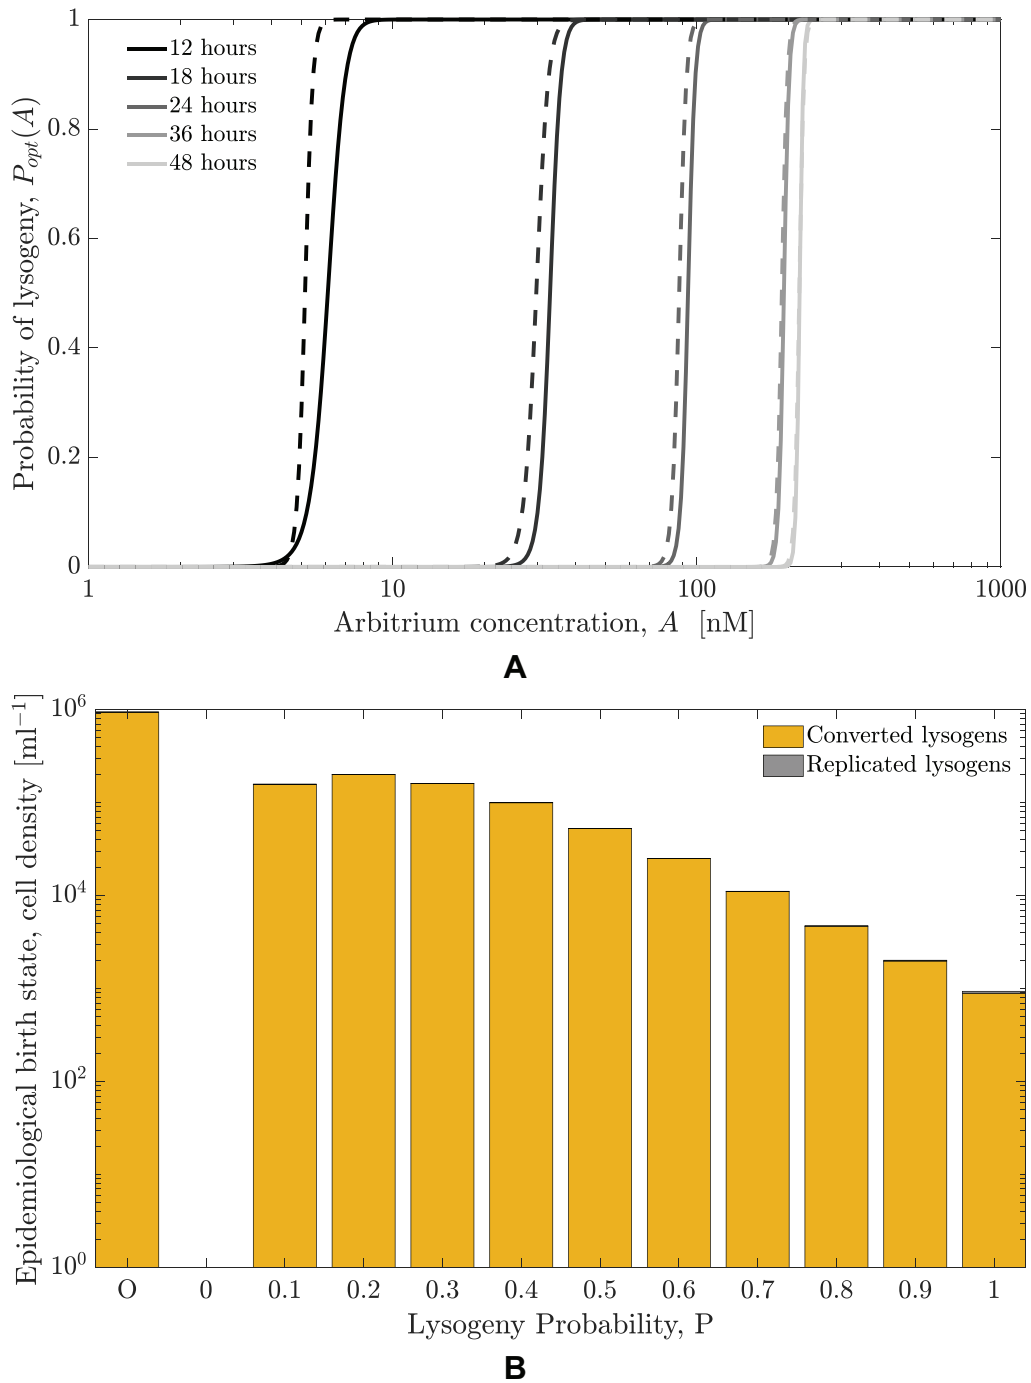 1
0.8
0.6
0.4
0.2
0
Probability of lysogeny, P_opt(A)
12 hours
18 hours
24 hours
36 hours
48 hours
1 10 100 1000
Arbitrium concentration, A [nM]
A
10^6
10^4
10^2
10^0
Epidemiological birth state, cell density [ml^−1]
Converted lysogens
Replicated lysogens
O 0 0.1 0.2 0.3 0.4 0.5 0.6 0.7 0.8 0.9 1
Lysogeny Probability, P
B